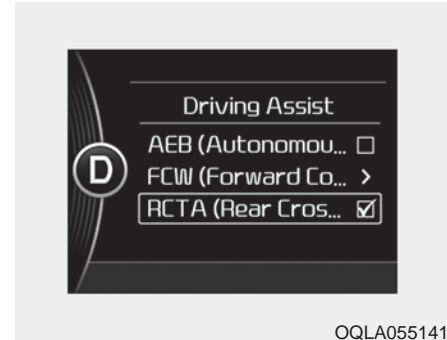 Driving Assist
AEB (Autonomou...
D
FCW (Forward Co... >
RCTA (Rear Cros...
OQLA055141